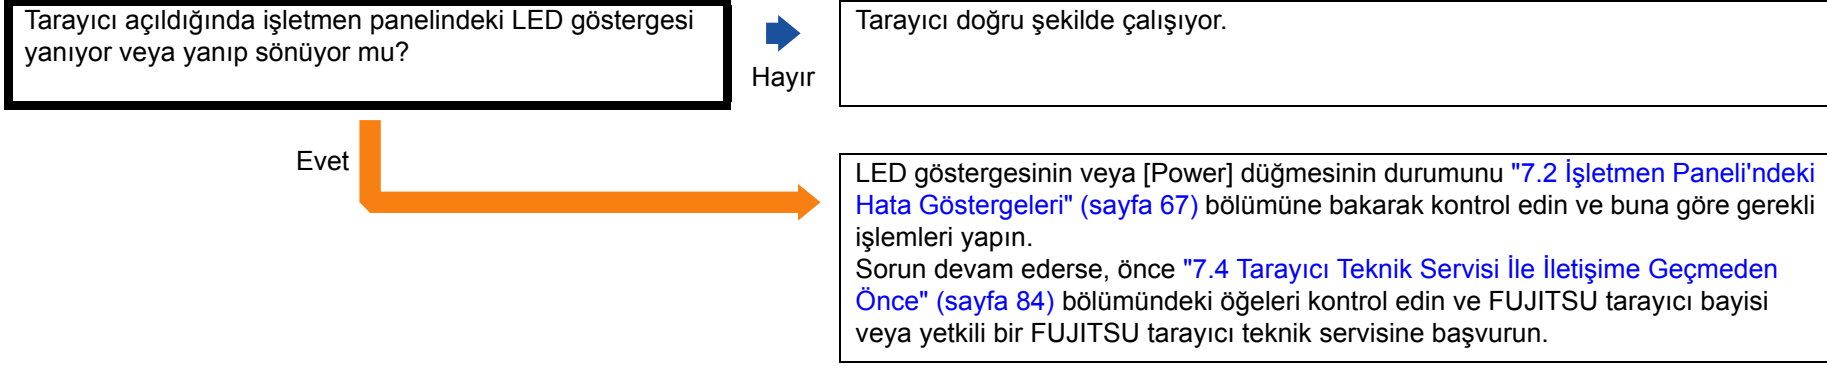 Tarayıcı açıldığında işletmen panelindeki LED göstergesi
yanıyor veya yanıp sönüyor mu?
Hayır
Tarayıcı doğru şekilde çalışıyor.
Evet
LED göstergesinin veya [Power] düğmesinin durumunu "7.2 İşletmen Paneli'ndeki
Hata Göstergeleri" (sayfa 67) bölümüne bakarak kontrol edin ve buna göre gerekli
işlemleri yapın.
Sorun devam ederse, önce "7.4 Tarayıcı Teknik Servisi İle İletişime Geçmeden
Önce" (sayfa 84) bölümündeki öğeleri kontrol edin ve FUJITSU tarayıcı bayisi
veya yetkili bir FUJITSU tarayıcı teknik servisine başvurun.